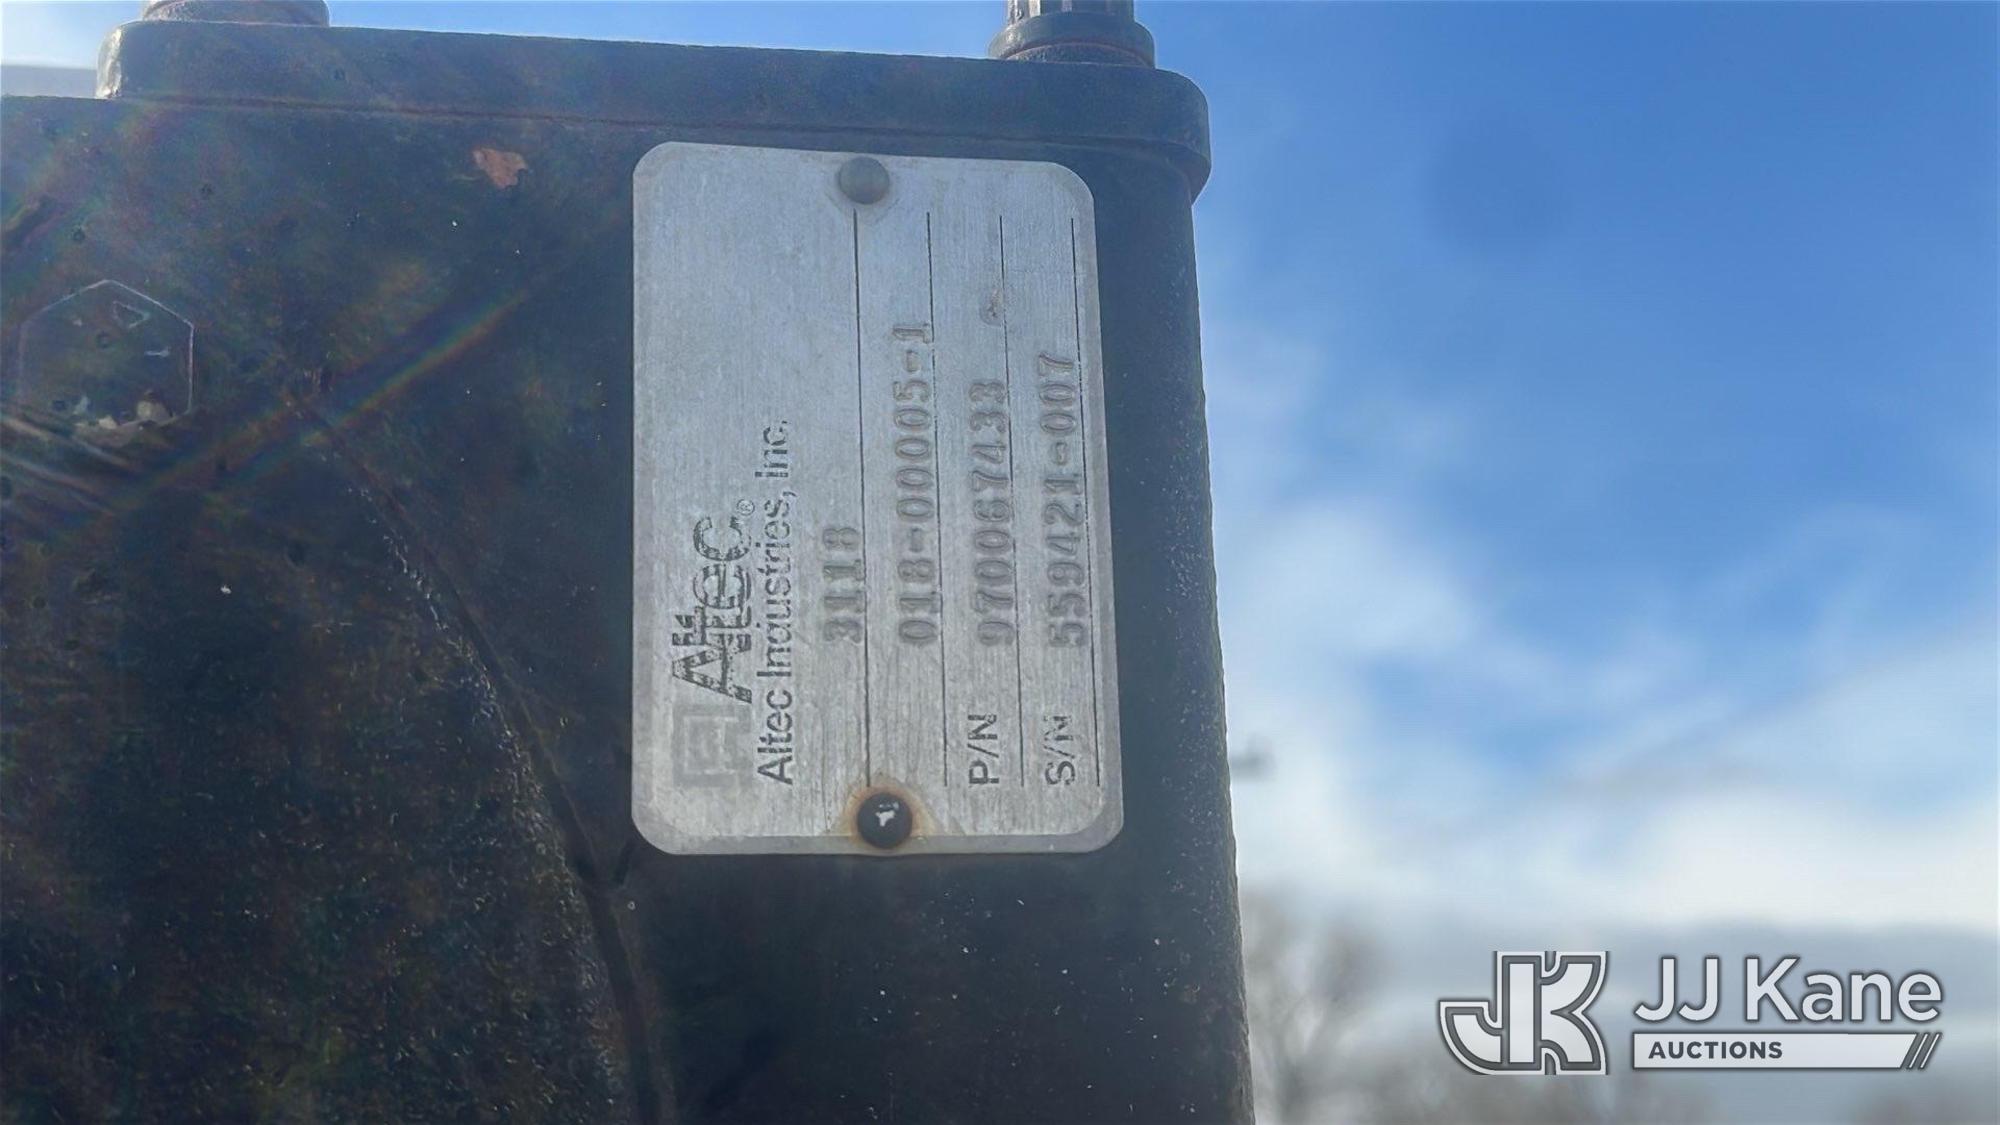 Altec®
Altec Industries, Inc.
3118
018-00005-1
P/N 970067433
S/N 559421-007
JJ Kane
AUCTIONS